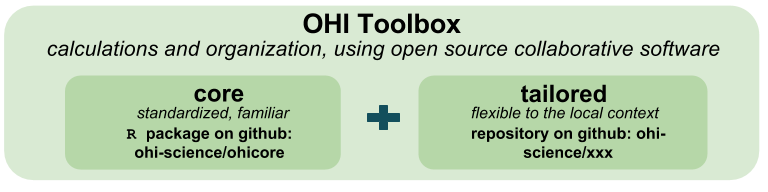 OHI Toolbox
calculations and organization, using open source collaborative software
core
standardized, familiar
R package on github:
ohi-science/ohicore
tailored
flexible to the local context
repository on github: ohi-
science/xxx